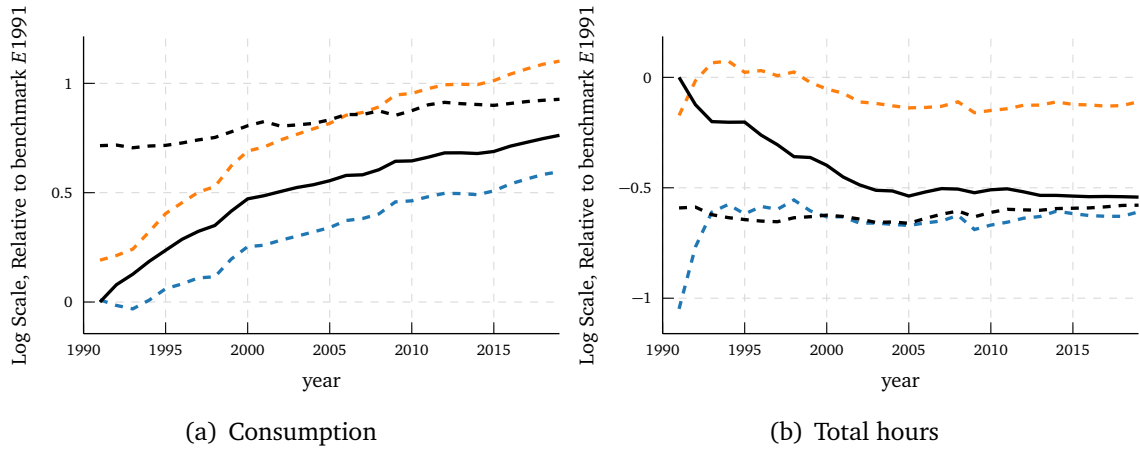 Log Scale, Relative to benchmark E1991
1
0.5
0
1990 1995 2000 2005 2010 2015
year
(a) Consumption
Log Scale, Relative to benchmark E1991
0
−0.5
−1
1990 1995 2000 2005 2010 2015
year
(b) Total hours